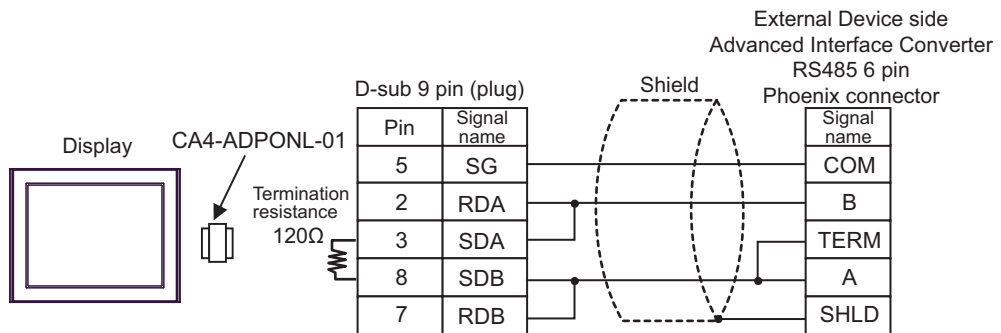 External Device side
Advanced Interface Converter
RS485 6 pin
Phoenix connector
D-sub 9 pin (plug)
Shield
Display
CA4-ADPONL-01
Termination
resistance
120Ω
Pin Signal name
5 SG
2 RDA
3 SDA
8 SDB
7 RDB
Signal name
COM
B
TERM
A
SHLD